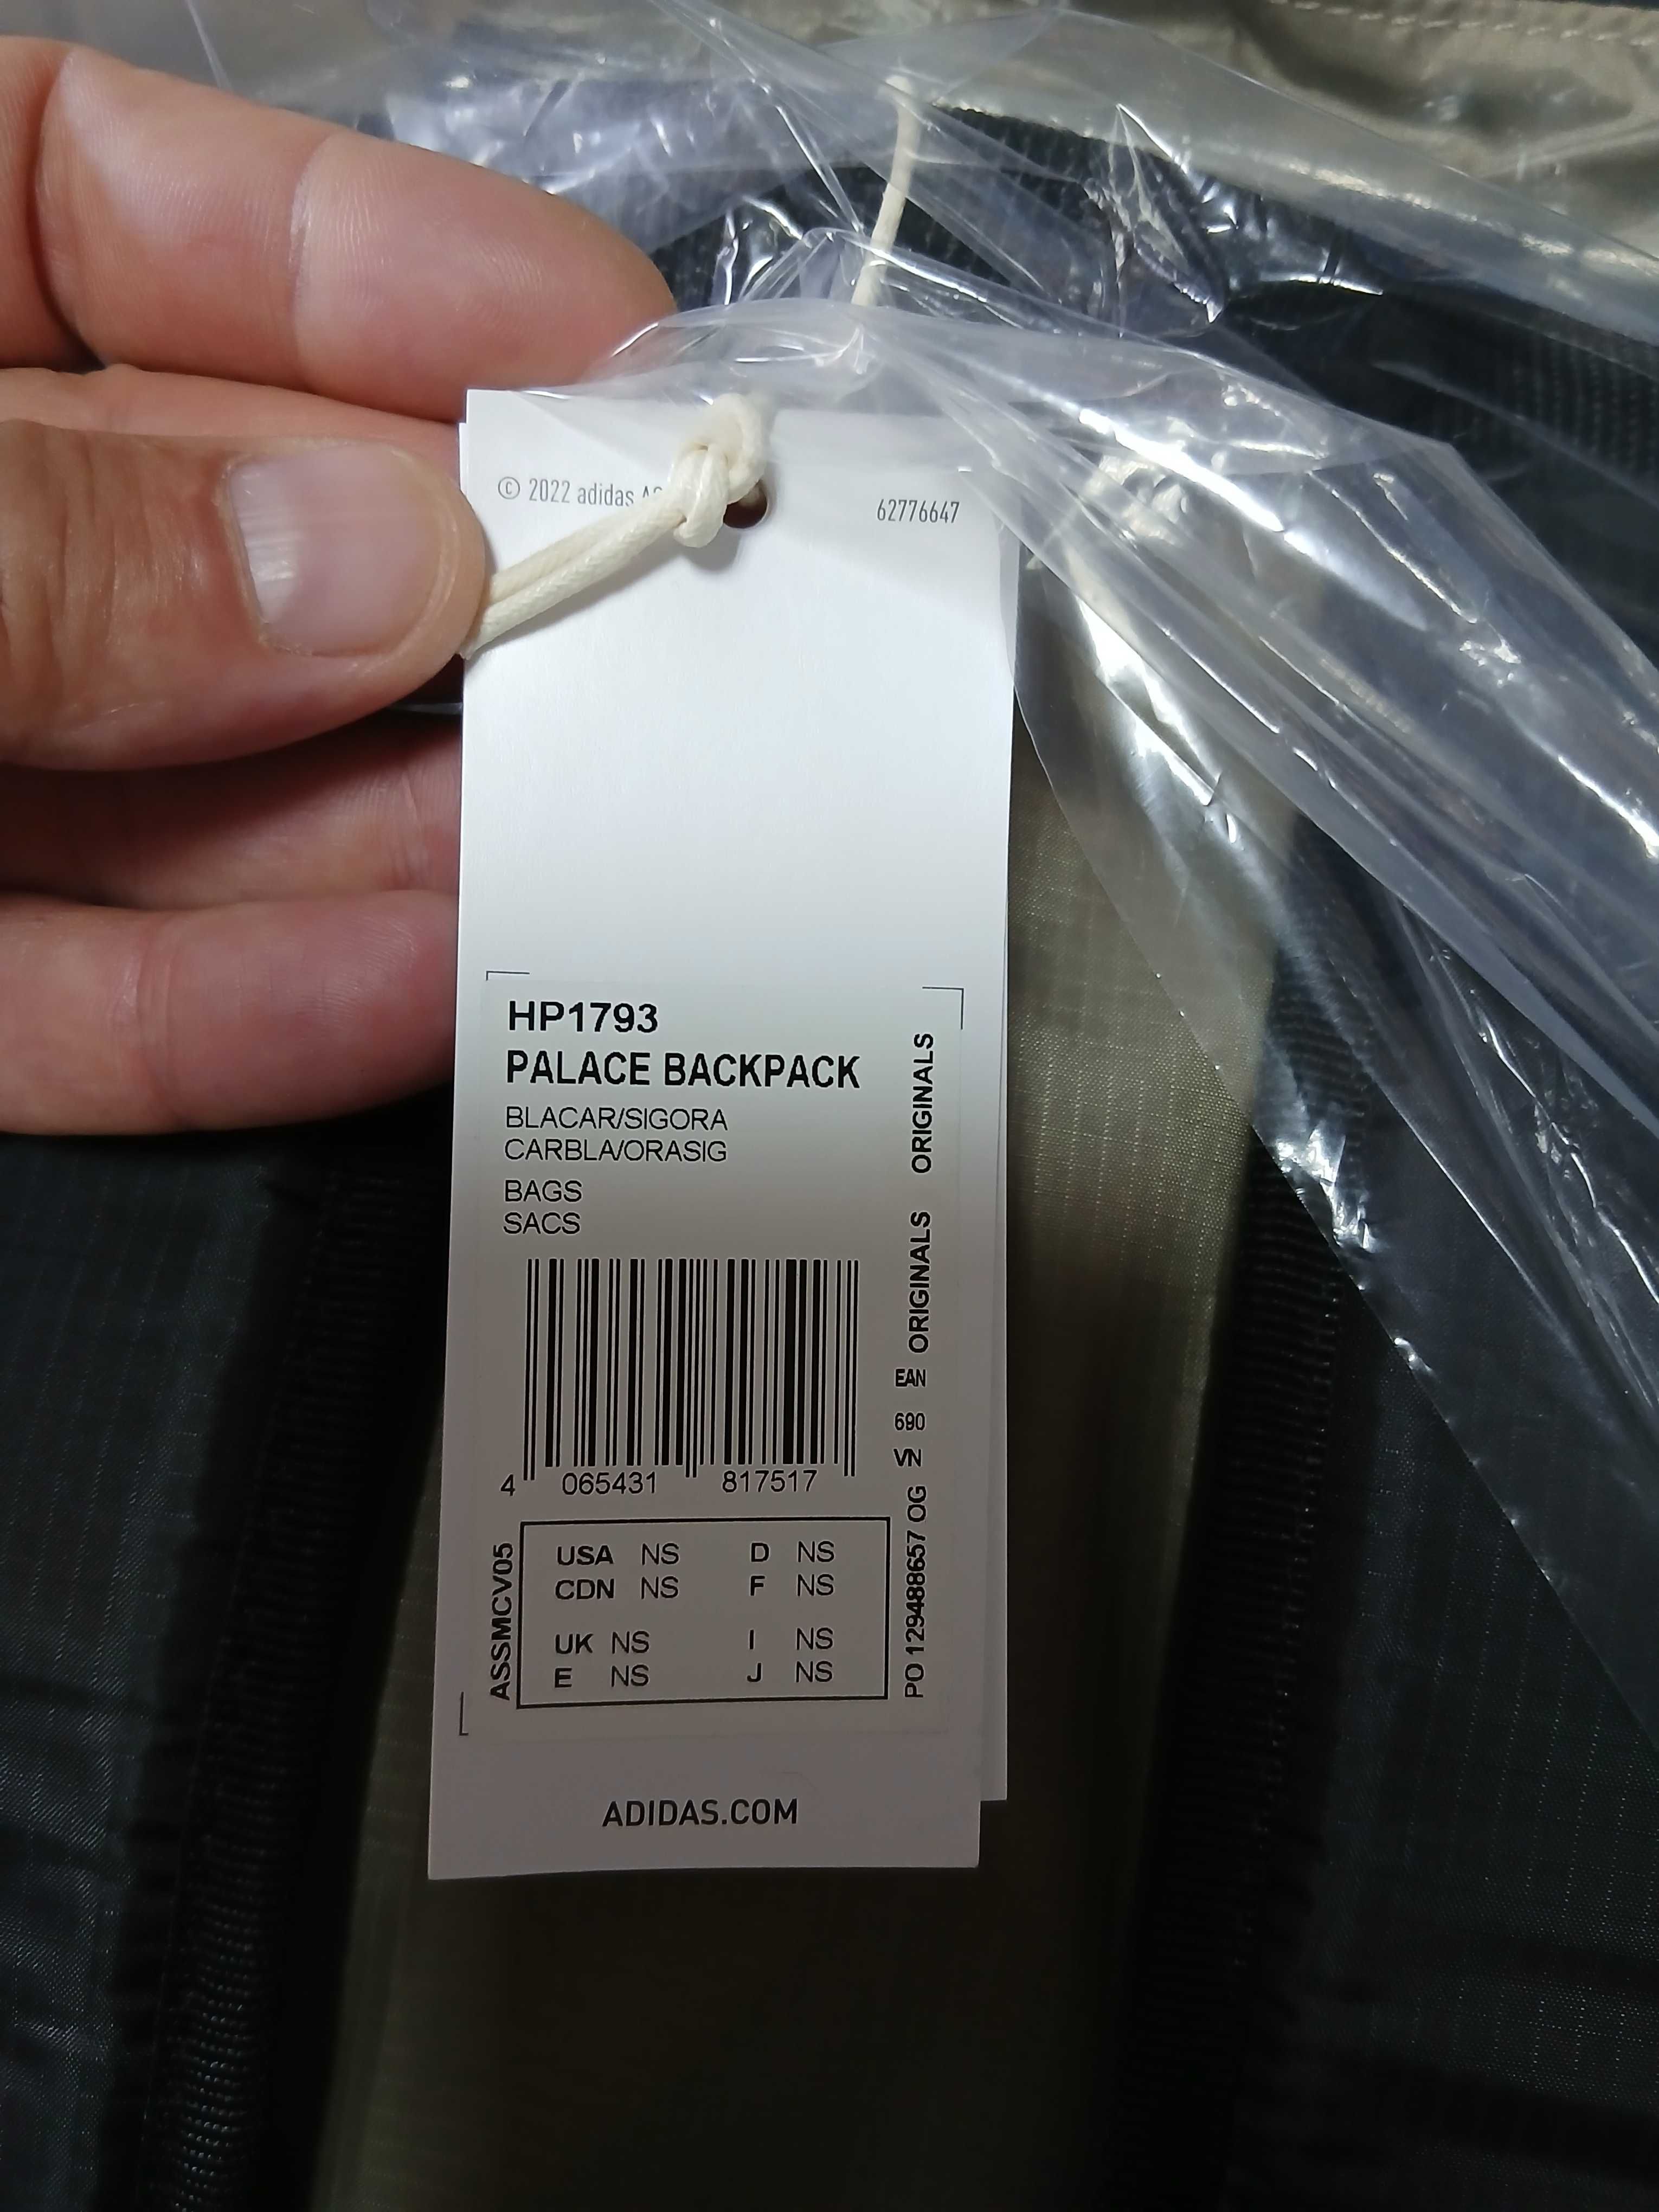 © 2022 adidas
62776647
HP1793
PALACE BACKPACK
BLACAR/SIGORA
CARBLA/ORASIG
BAGS
SACS
4 065431 817517
USA NS D NS
CDN NS F NS
UK NS I NS
E NS J NS
ASSMCV05
PO 129488657 OG VN 690 EAN ORIGINALS ORIGINALS
ADIDAS.COM